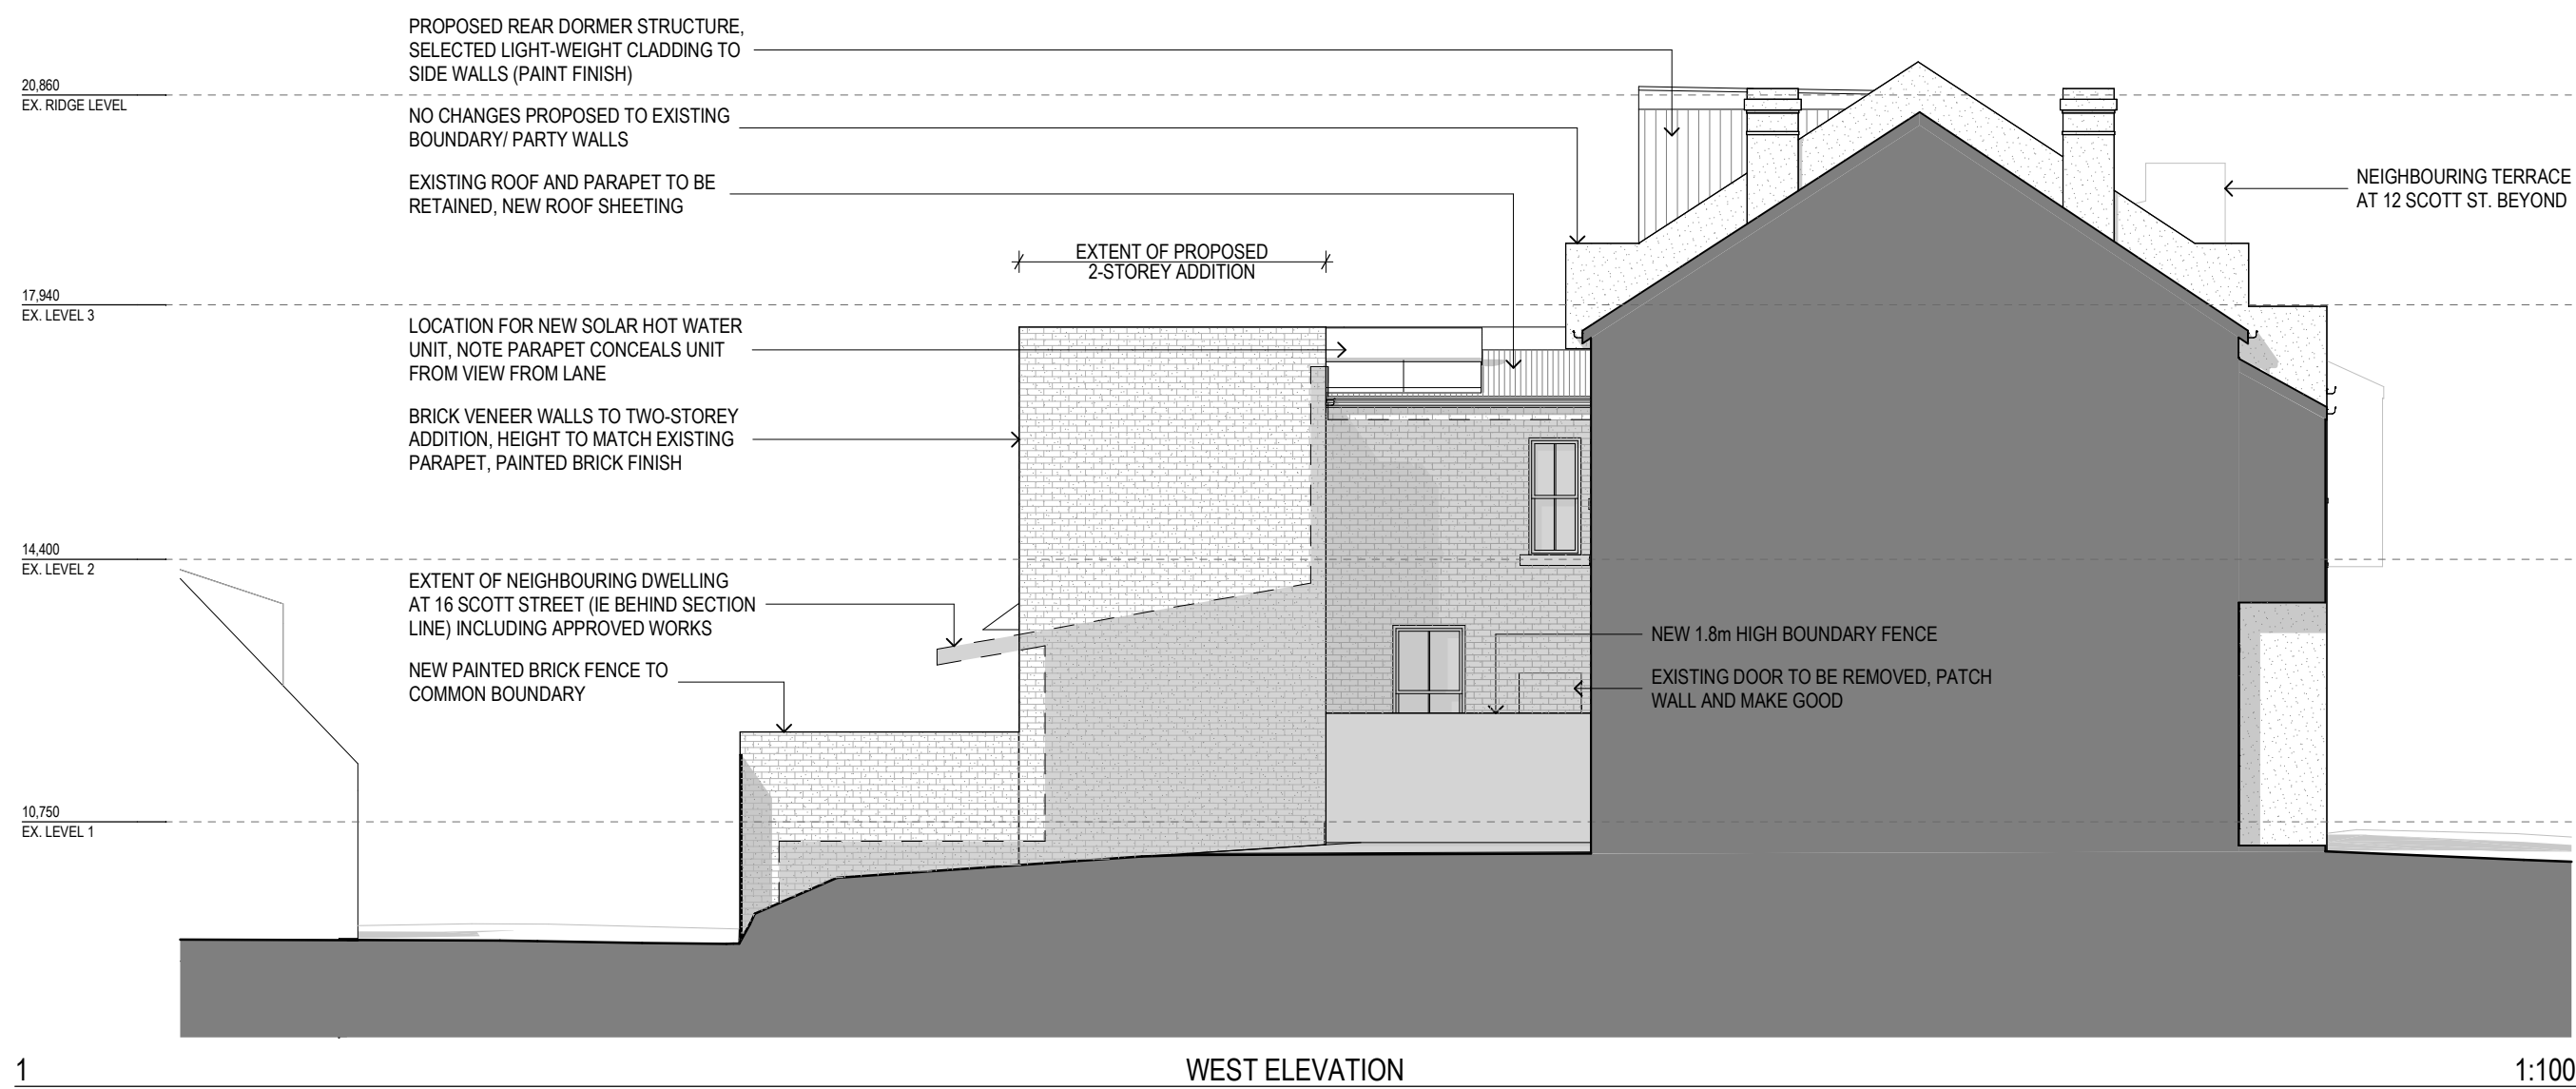 PROPOSED REAR DORMER STRUCTURE,
SELECTED LIGHT-WEIGHT CLADDING TO
SIDE WALLS (PAINT FINISH)
20,860
EX. RIDGE LEVEL
NO CHANGES PROPOSED TO EXISTING
BOUNDARY/ PARTY WALLS
EXISTING ROOF AND PARAPET TO BE
RETAINED, NEW ROOF SHEETING
NEIGHBOURING TERRACE
AT 12 SCOTT ST. BEYOND
EXTENT OF PROPOSED
2-STOREY ADDITION
17,940
EX. LEVEL 3
LOCATION FOR NEW SOLAR HOT WATER
UNIT, NOTE PARAPET CONCEALS UNIT
FROM VIEW FROM LANE
BRICK VENEER WALLS TO TWO-STOREY
ADDITION, HEIGHT TO MATCH EXISTING
PARAPET, PAINTED BRICK FINISH
14,400
EX. LEVEL 2
EXTENT OF NEIGHBOURING DWELLING
AT 16 SCOTT STREET (IE BEHIND SECTION
LINE) INCLUDING APPROVED WORKS
NEW 1.8m HIGH BOUNDARY FENCE
NEW PAINTED BRICK FENCE TO
COMMON BOUNDARY
EXISTING DOOR TO BE REMOVED, PATCH
WALL AND MAKE GOOD
10,750
EX. LEVEL 1
1
WEST ELEVATION
1:100